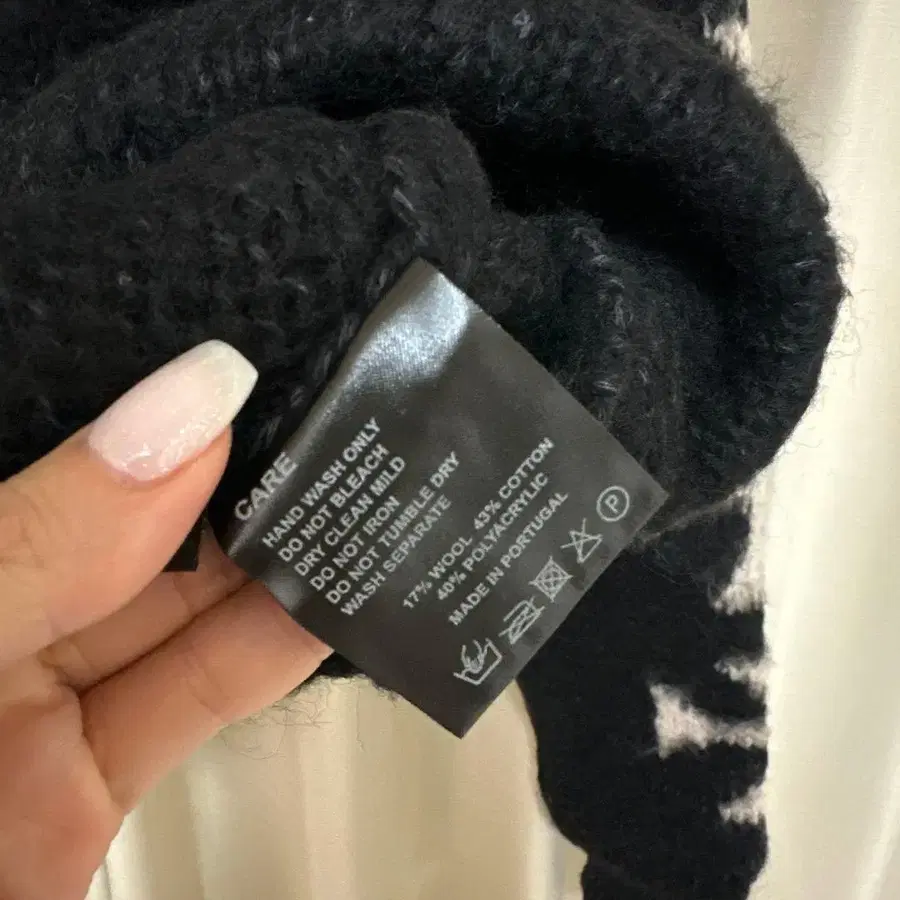 CARE
HAND WASH ONLY
DO NOT BLEACH
DRY CLEAN MILD
DO NOT IRON
DO NOT TUMBLE DRY
WASH SEPARATE
17% WOOL 43% COTTON
40% POLYACRYLIC
MADE IN PORTUGAL
P